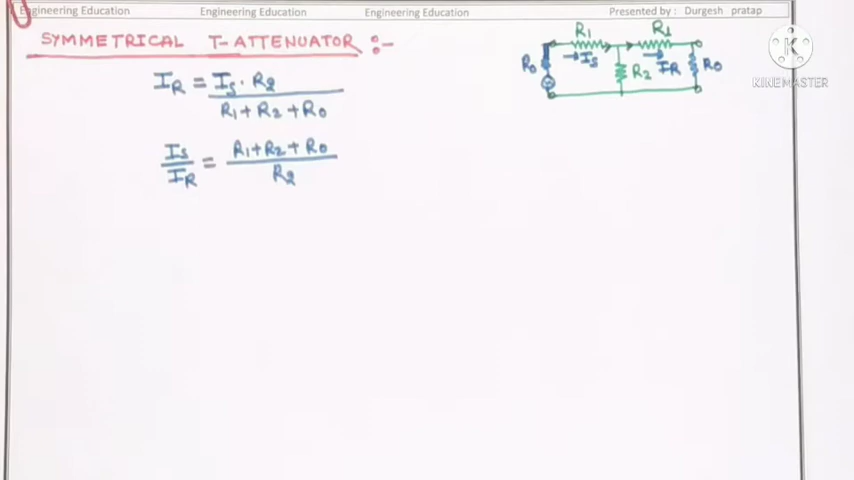 Engineering Education Engineering Education Engineering Education Presented by : Durgesh pratap
SYMMETRICAL T-ATTENUATOR :-
R1 R1
R0 IS R2 IR R0
K
KINEMASTER
IR = IS . R2
R1 + R2 + R0
IS = R1 + R2 + R0
IR R2